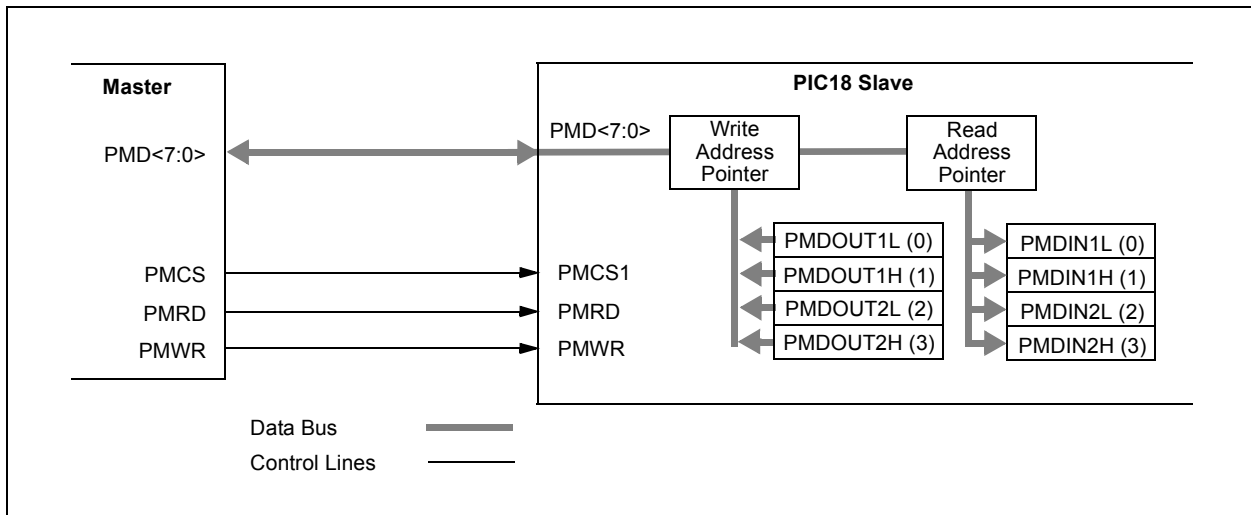 Master
PIC18 Slave
PMD<7:0>
PMD<7:0>
Write
Address
Pointer
Read
Address
Pointer
PMDOUT1L (0)
PMDOUT1H (1)
PMDOUT2L (2)
PMDOUT2H (3)
PMDIN1L (0)
PMDIN1H (1)
PMDIN2L (2)
PMDIN2H (3)
PMCS
PMRD
PMWR
PMCS1
PMRD
PMWR
Data Bus
Control Lines